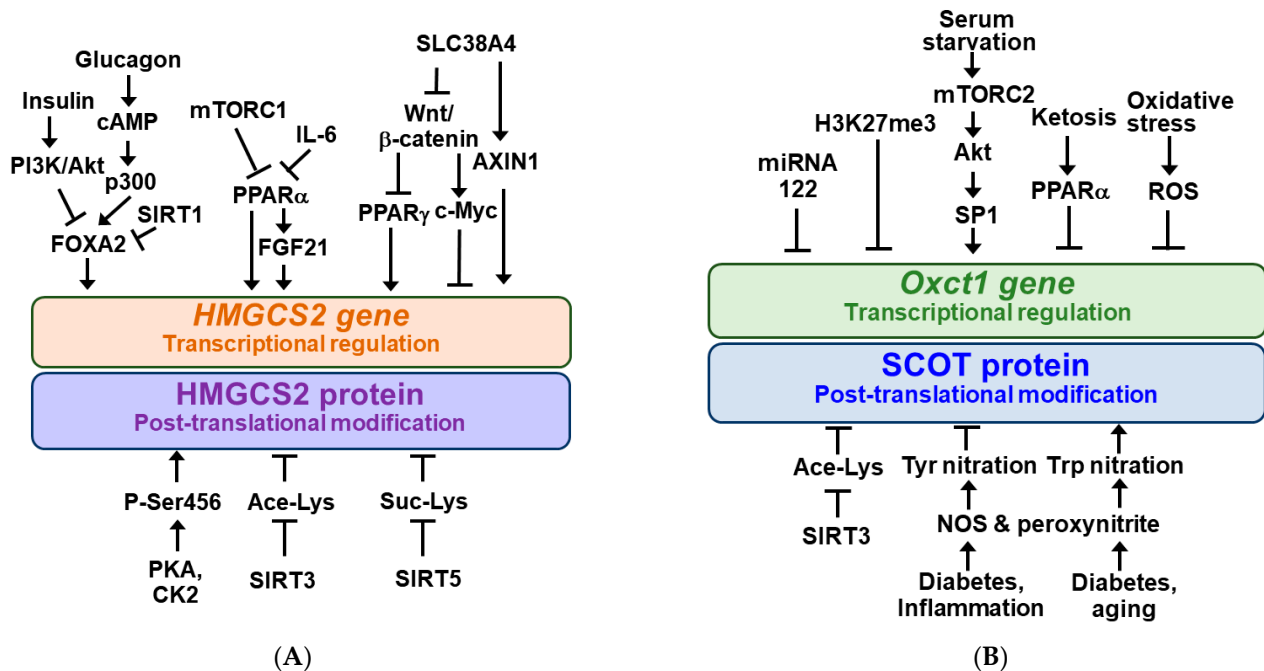 Glucagon
Insulin
cAMP
PI3K/Akt
p300
SIRT1
FOXA2
mTORC1
IL-6
PPARα
FGF21
SLC38A4
Wnt/
β-catenin
AXIN1
PPARγ
c-Myc
HMGCS2 gene
Transcriptional regulation
HMGCS2 protein
Post-translational modification
P-Ser456
Ace-Lys
Suc-Lys
PKA,
CK2
SIRT3
SIRT5
(A)
Serum
starvation
mTORC2
Akt
SP1
miRNA
122
H3K27me3
Ketosis
PPARα
Oxidative
stress
ROS
Oxct1 gene
Transcriptional regulation
SCOT protein
Post-translational modification
Ace-Lys
Tyr nitration
Trp nitration
SIRT3
NOS & peroxynitrite
Diabetes,
Inflammation
Diabetes,
aging
(B)